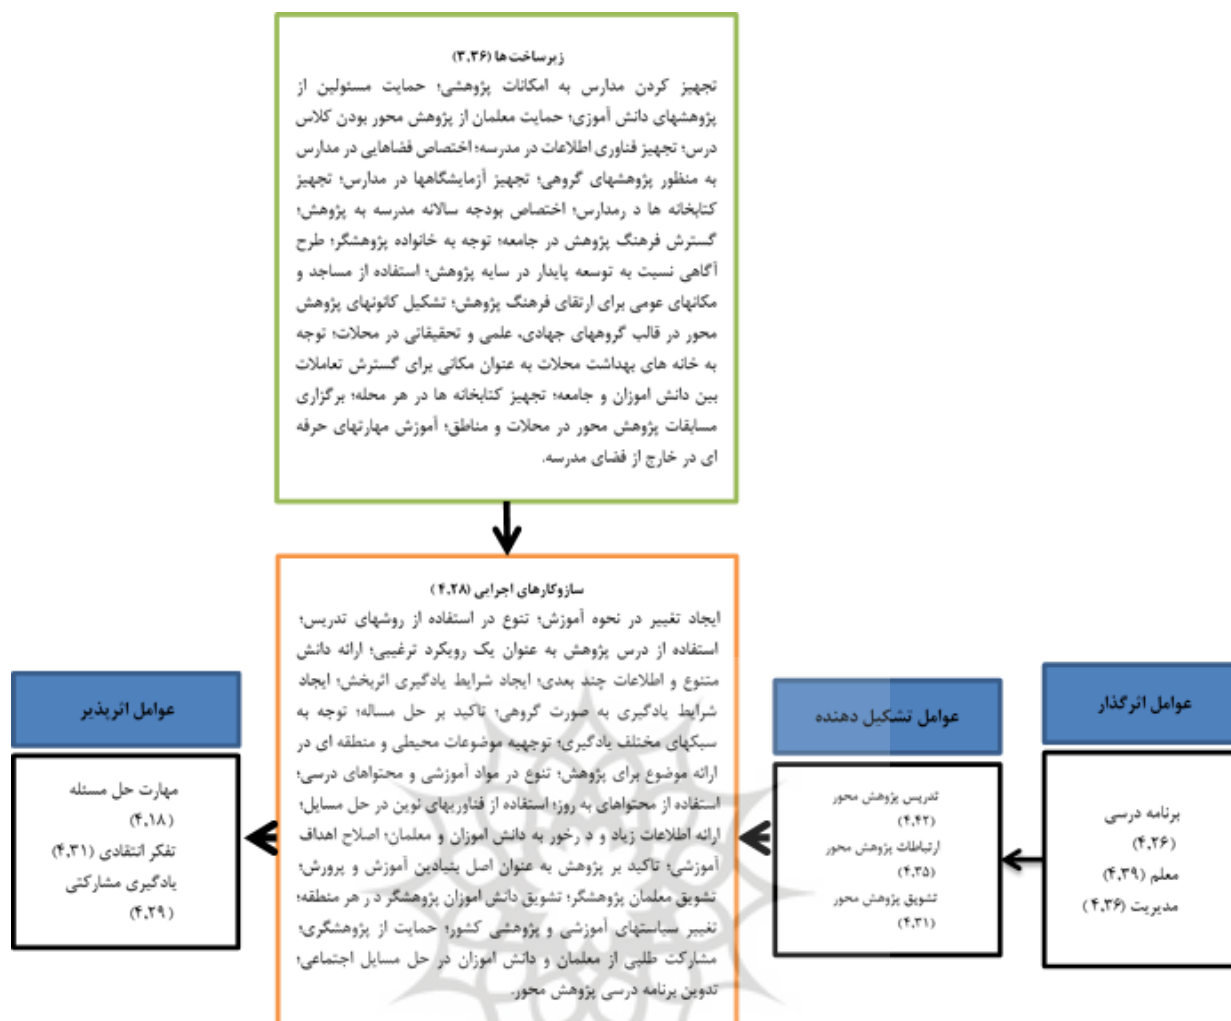 زیرساخت ها (۳.۳۶)
تجهیز کردن مدارس به امکانات پژوهشی؛ حمایت مسئولین از
پژوهشهای دانش آموزی؛ حمایت معلمان از پژوهش محور بودن کلاس
درس؛ تجهیز فناوری اطلاعات در مدرسه؛ اختصاص فضاهایی در مدارس
به منظور پژوهشهای گروهی؛ تجهیز آزمایشگاهها در مدارس؛ تجهیز
کتابخانه ها د رمدارس؛ اختصاص بودجه سالانه مدرسه به پژوهش؛
گسترش فرهنگ پژوهش در جامعه؛ توجه به خانواده پژوهشگر؛ طرح
آگاهی نسبت به توسعه پایدار در سایه پژوهش؛ استفاده از مساجد و
مکانهای عومی برای ارتقای فرهنگ پژوهش؛ تشکیل کانونهای پژوهش
محور در قالب گروههای جهادی، علمی و تحقیقاتی در محلات؛ توجه
به خانه های بهداشت محلات به عنوان مکانی برای گسترش تعاملات
بین دانش اموزان و جامعه؛ تجهیز کتابخانه ها در هر محله؛ برگزاری
مسابقات پژوهش محور در محلات و مناطق؛ آموزش مهارتهای حرفه
ای در خارج از فضای مدرسه.
عوامل اثرگذار
برنامه درسی
(۴.۲۶)
معلم (۴.۳۹)
مدیریت (۴.۳۶ )
عوامل تشکیل دهنده
تدریس پژوهش محور
(۴.۴۲)
ارتباطات پژوهش محور
(۴.۳۵)
تشویق پژوهش محور
(۴.۳۱)
سازوکارهای اجرایی (۴.۲۸ )
ایجاد تغییر در نحوه آموزش؛ تنوع در استفاده از روشهای تدریس؛
استفاده از درس پژوهش به عنوان یک رویکرد ترغیبی؛ ارائه دانش
متنوع و اطلاعات چند بعدی؛ ایجاد شرایط یادگیری اثربخش؛ ایجاد
شرایط یادگیری به صورت گروهی؛ تاکید بر حل مساله؛ توجه به
سبکهای مختلف یادگیری؛ توجهیه موضوعات محیطی و منطقه ای در
ارائه موضوع برای پژوهش؛ تنوع در مواد آموزشی و محتواهای درسی؛
استفاده از محتواهای به روز؛ استفاده از فناوریهای نوین در حل مسایل؛
ارائه اطلاعات زیاد و د رخور به دانش اموزان و معلمان؛ اصلاح اهداف
آموزشی؛ تاکید بر پژوهش به عنوان اصل بنیادین آموزش و پرورش؛
تشویق معلمان پژوهشگر؛ تشویق دانش اموزان پژوهشگر د ر هر منطقه؛
تغییر سیاستهای آموزشی و پژوهشی کشور؛ حمایت از پژوهشگری؛
مشارکت طلبی از معلمان و دانش اموزان در حل مسایل اجتماعی؛
تدوین برنامه درسی پژوهش محور.
عوامل اثرپذیر
مهارت حل مسئله
(۴.۱۸)
تفکر انتقادی (۴.۳۱)
یادگیری مشارکتی
(۴.۲۹)